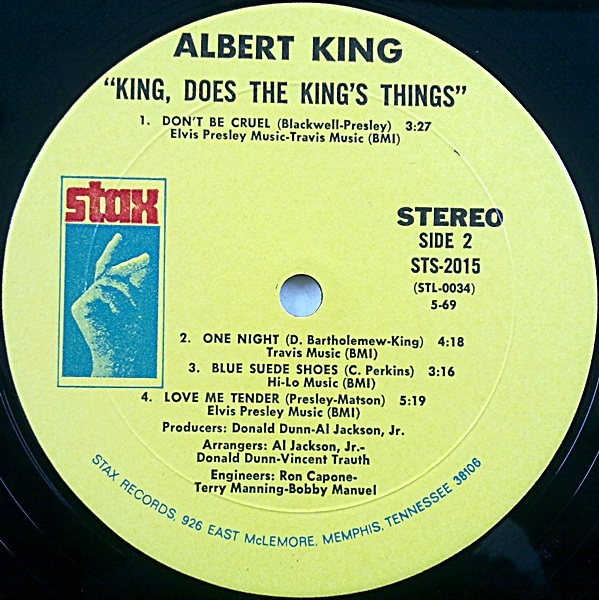 ALBERT KING
"KING, DOES THE KING'S THINGS"
1. DON'T BE CRUEL (Blackwell-Presley) 3:27
Elvis Presley Music-Travis Music (BMI)
stax
STEREO
SIDE 2
STS-2015
(STL-0034)
5-69
2. ONE NIGHT (D. Bartholemew-King) 4:18
Travis Music (BMI)
3. BLUE SUEDE SHOES (C. Perkins) 3:16
Hi-Lo Music (BMI)
4. LOVE ME TENDER (Presley-Matson) 5:19
Elvis Presley Music (BMI)
Producers: Donald Dunn-Al Jackson, Jr.
Arrangers: Al Jackson, Jr.-
Donald Dunn-Vincent Trauth
Engineers: Ron Capone-
Terry Manning-Bobby Manuel
STAX RECORDS, 926 EAST McLEMORE, MEMPHIS, TENNESSEE 38106